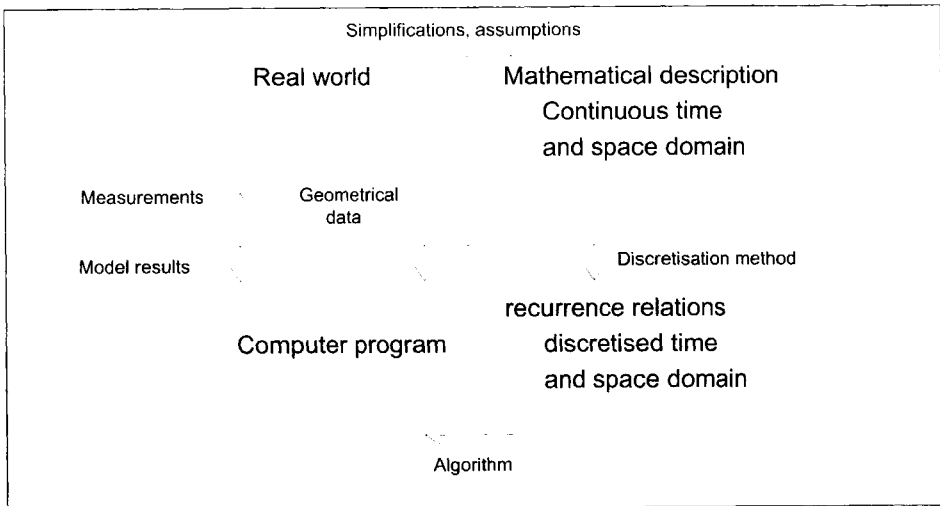 Simplifications, assumptions
Real world
Mathematical description
Continuous time
and space domain
Measurements
Geometrical
data
Model results
Discretisation method
recurrence relations
Computer program
discretised time
and space domain
Algorithm